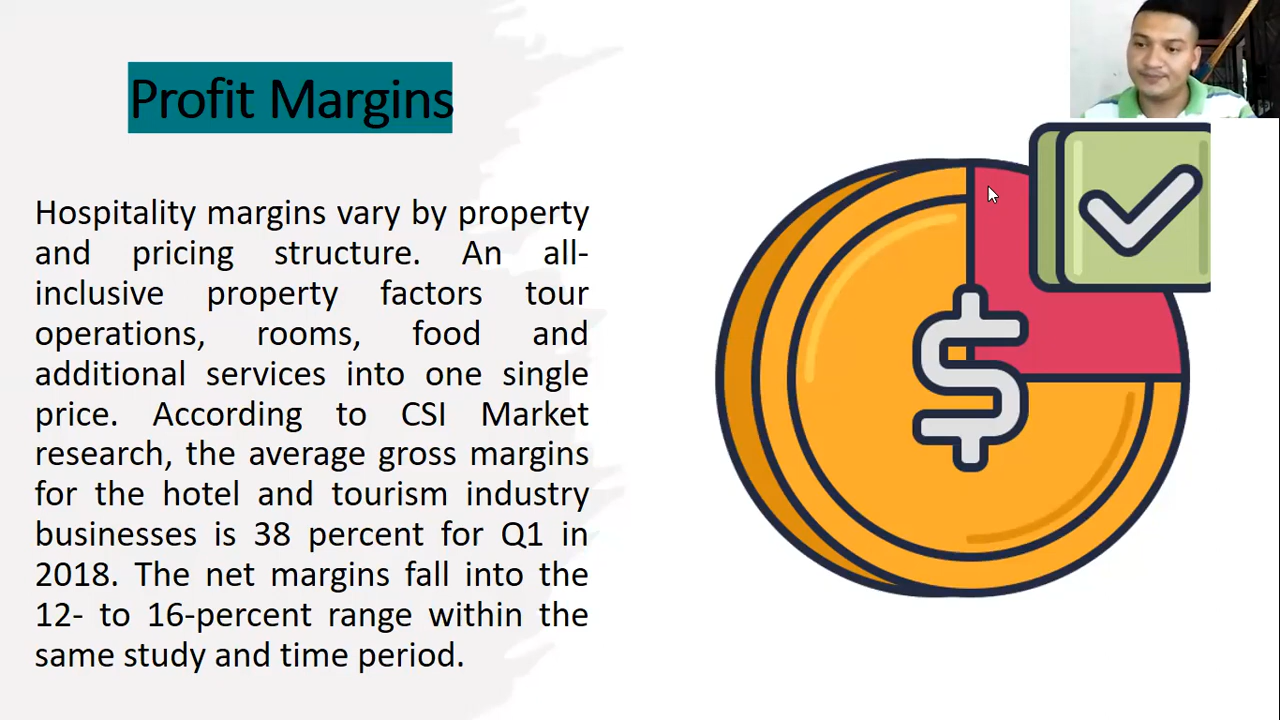 Profit Margins
Hospitality margins vary by property
and pricing structure. An all-
inclusive property factors tour
operations, rooms, food and
additional services into one single
price. According to CSI Market
research, the average gross margins
for the hotel and tourism industry
businesses is 38 percent for Q1 in
2018. The net margins fall into the
12- to 16-percent range within the
same study and time period.
$